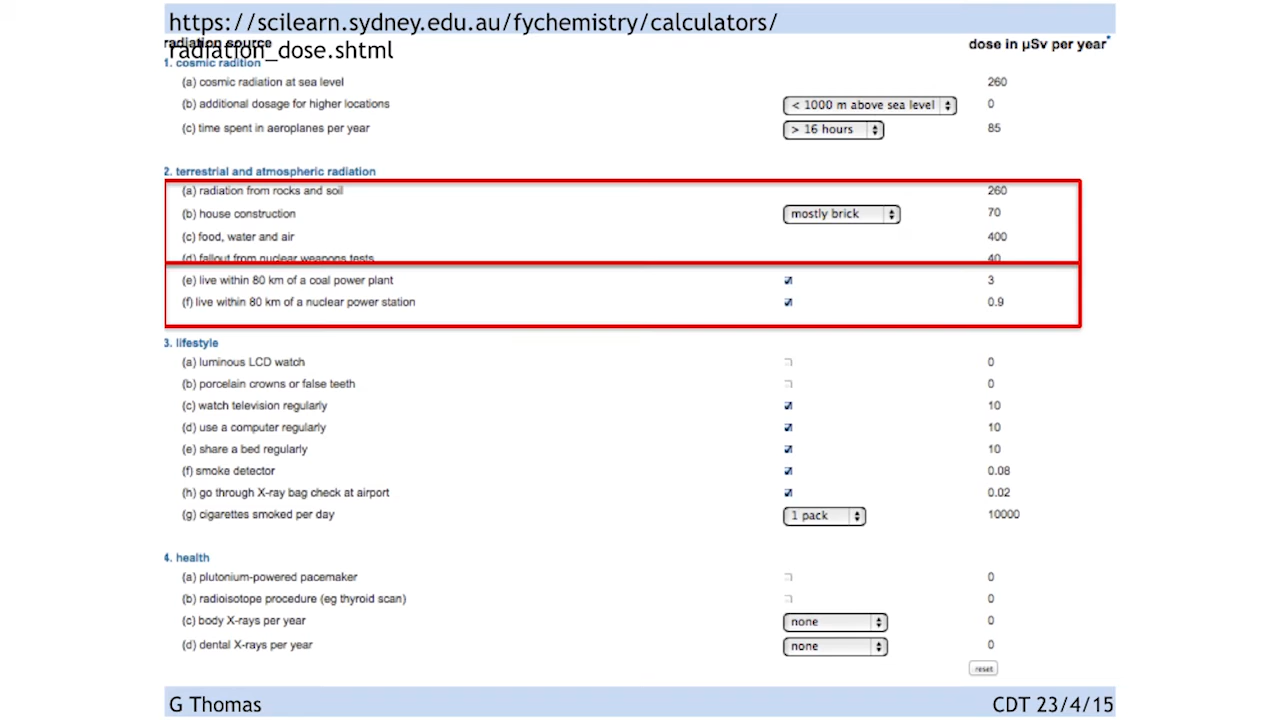 https://scilearn.sydney.edu.au/fychemistry/calculators/
radiation_dose.shtml
radiation source dose in µSv per year*
1. cosmic radition
(a) cosmic radiation at sea level 260
(b) additional dosage for higher locations < 1000 m above sea level 0
(c) time spent in aeroplanes per year > 16 hours 85
2. terrestrial and atmospheric radiation
(a) radiation from rocks and soil 260
(b) house construction mostly brick 70
(c) food, water and air 400
(d) fallout from nuclear weapons tests 40
(e) live within 80 km of a coal power plant 3
(f) live within 80 km of a nuclear power station 0.9
3. lifestyle
(a) luminous LCD watch 0
(b) porcelain crowns or false teeth 0
(c) watch television regularly 10
(d) use a computer regularly 10
(e) share a bed regularly 10
(f) smoke detector 0.08
(h) go through X-ray bag check at airport 0.02
(g) cigarettes smoked per day 1 pack 10000
4. health
(a) plutonium-powered pacemaker 0
(b) radioisotope procedure (eg thyroid scan) 0
(c) body X-rays per year none 0
(d) dental X-rays per year none 0
reset
G Thomas CDT 23/4/15